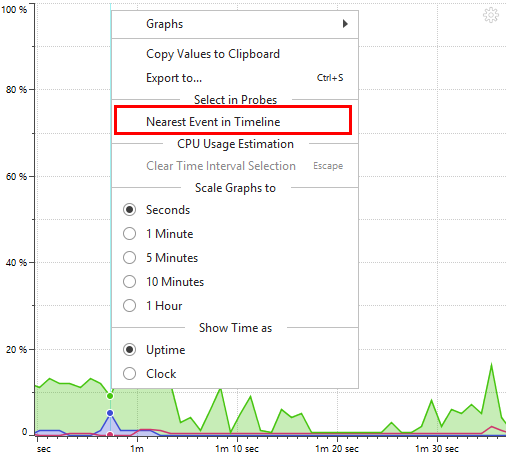 100 %
80 %
60 %
40 %
20 %
0
Graphs
Copy Values to Clipboard
Export to... Ctrl+S
Select in Probes
Nearest Event in Timeline
CPU Usage Estimation
Clear Time Interval Selection Escape
Scale Graphs to
Seconds
1 Minute
5 Minutes
10 Minutes
1 Hour
Show Time as
Uptime
Clock
sec 1m 1m 10 sec 1m 20 sec 1m 30 sec